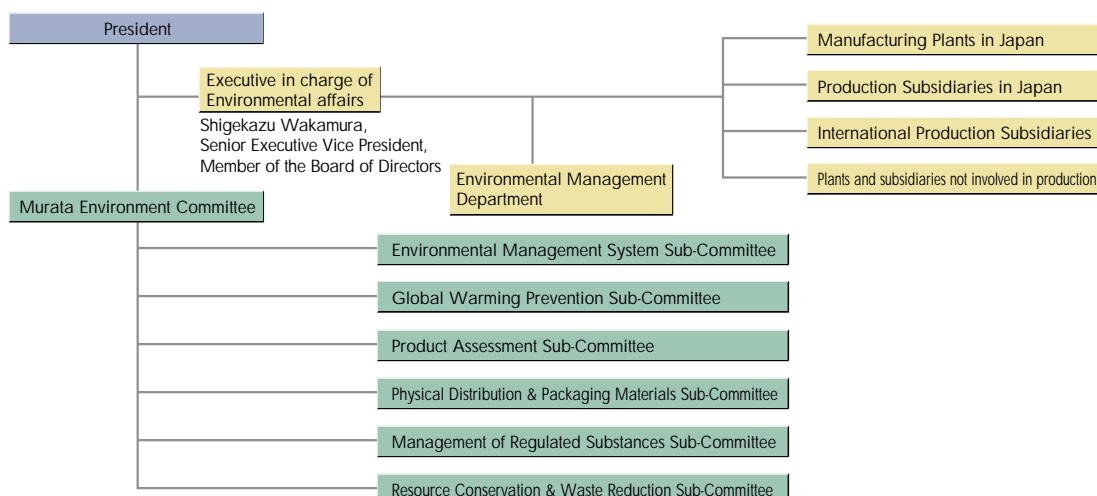 President
Executive in charge of
Environmental affairs
Shigekazu Wakamura,
Senior Executive Vice President,
Member of the Board of Directors
Environmental Management
Department
Manufacturing Plants in Japan
Production Subsidiaries in Japan
International Production Subsidiaries
Plants and subsidiaries not involved in production
Murata Environment Committee
Environmental Management System Sub-Committee
Global Warming Prevention Sub-Committee
Product Assessment Sub-Committee
Physical Distribution & Packaging Materials Sub-Committee
Management of Regulated Substances Sub-Committee
Resource Conservation & Waste Reduction Sub-Committee